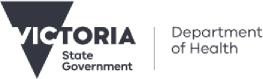 VICTORIA
State
Government
Department
of Health